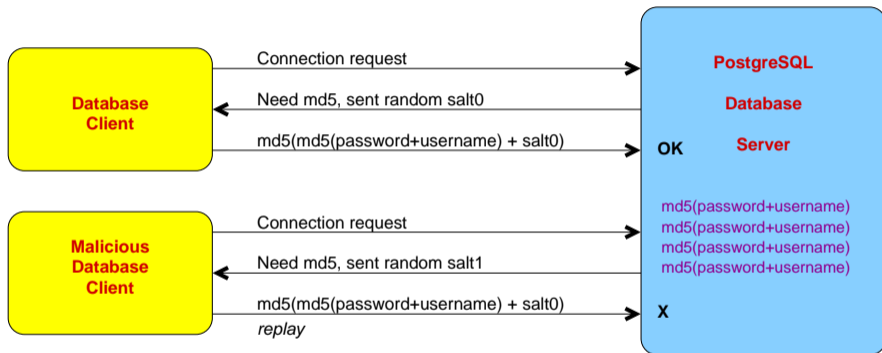 Database
Client
Connection request
Need md5, sent random salt0
md5(md5(password+username) + salt0)
PostgreSQL
Database
Server
OK
Malicious
Database
Client
Connection request
Need md5, sent random salt1
md5(md5(password+username) + salt0)
replay
md5(password+username)
md5(password+username)
md5(password+username)
md5(password+username)
X